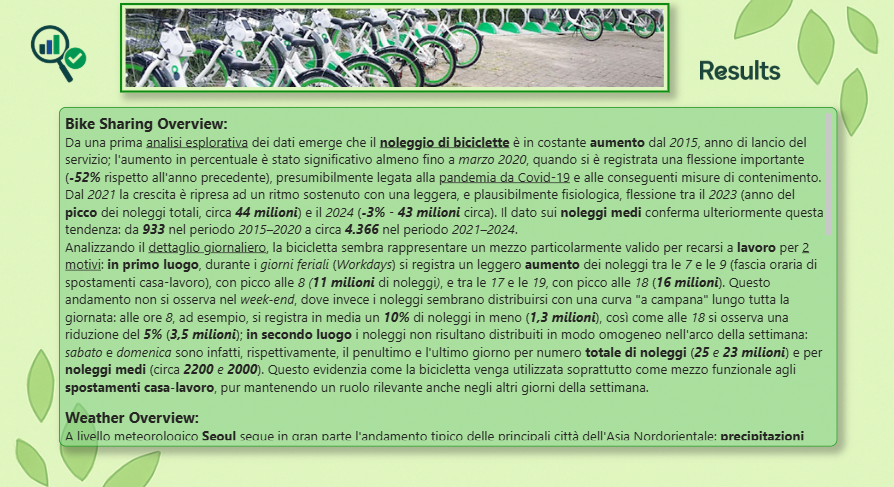 Results
Bike Sharing Overview:
Da una prima analisi esplorativa dei dati emerge che il noleggio di biciclette è in costante aumento dal 2015, anno di lancio del
servizio; l'aumento in percentuale è stato significativo almeno fino a marzo 2020, quando si è registrata una flessione importante
(-52% rispetto all'anno precedente), presumibilmente legata alla pandemia da Covid-19 e alle conseguenti misure di contenimento.
Dal 2021 la crescita è ripresa ad un ritmo sostenuto con una leggera, e plausibilmente fisiologica, flessione tra il 2023 (anno del
picco dei noleggi totali, circa 44 milioni) e il 2024 (-3% - 43 milioni circa). Il dato sui noleggi medi conferma ulteriormente questa
tendenza: da 933 nel periodo 2015–2020 a circa 4.366 nel periodo 2021–2024.
Analizzando il dettaglio giornaliero, la bicicletta sembra rappresentare un mezzo particolarmente valido per recarsi a lavoro per 2
motivi: in primo luogo, durante i giorni feriali (Workdays) si registra un leggero aumento dei noleggi tra le 7 e le 9 (fascia oraria di
spostamenti casa-lavoro), con picco alle 8 (11 milioni di noleggi), e tra le 17 e le 19, con picco alle 18 (16 milioni). Questo
andamento non si osserva nel week-end, dove invece i noleggi sembrano distribuirsi con una curva "a campana" lungo tutta la
giornata: alle ore 8, ad esempio, si registra in media un 10% di noleggi in meno (1,3 milioni), così come alle 18 si osserva una
riduzione del 5% (3,5 milioni); in secondo luogo i noleggi non risultano distribuiti in modo omogeneo nell'arco della settimana:
sabato e domenica sono infatti, rispettivamente, il penultimo e l'ultimo giorno per numero totale di noleggi (25 e 23 milioni) e per
noleggi medi (circa 2200 e 2000). Questo evidenzia come la bicicletta venga utilizzata soprattutto come mezzo funzionale agli
spostamenti casa-lavoro, pur mantenendo un ruolo rilevante anche negli altri giorni della settimana.
Weather Overview:
A livello meteorologico Seoul segue in gran parte l'andamento tipico delle principali città dell'Asia Nordorientale: precipitazioni